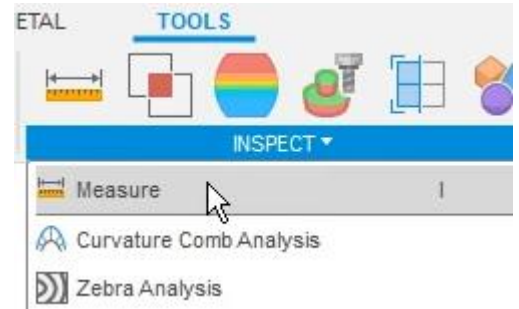 ETAL TOOLS
INSPECT ▾
Measure I
Curvature Comb Analysis
Zebra Analysis